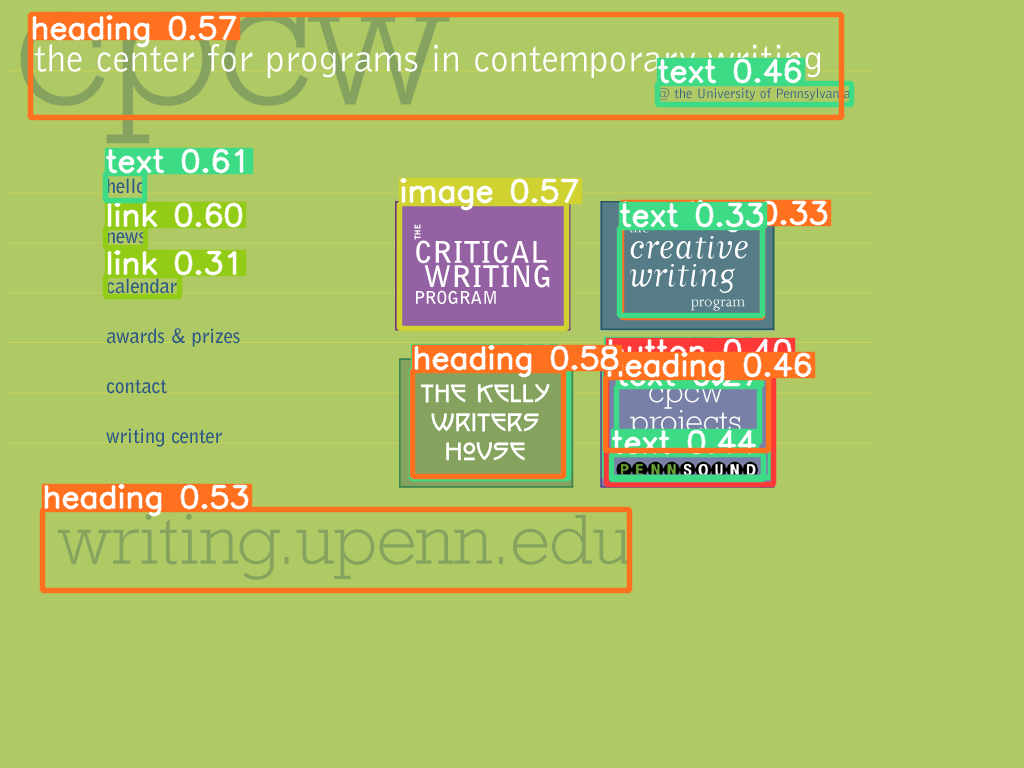 cpcw
heading 0.57
the center for programs in contemporary writing
text 0.46
@ the University of Pennsylvania
text 0.61
hello
link 0.60
news
link 0.31
calendar
awards & prizes
contact
writing center
image 0.57
THE
CRITICAL
WRITING
PROGRAM
text 0.33
0.33
the
creative
writing
program
heading 0.58
THE KELLY
WRITERS
HOUSE
button 0.40
heading 0.46
text 0.27
cpcw
projects
text 0.44
PENNSOUND
heading 0.53
writing.upenn.edu